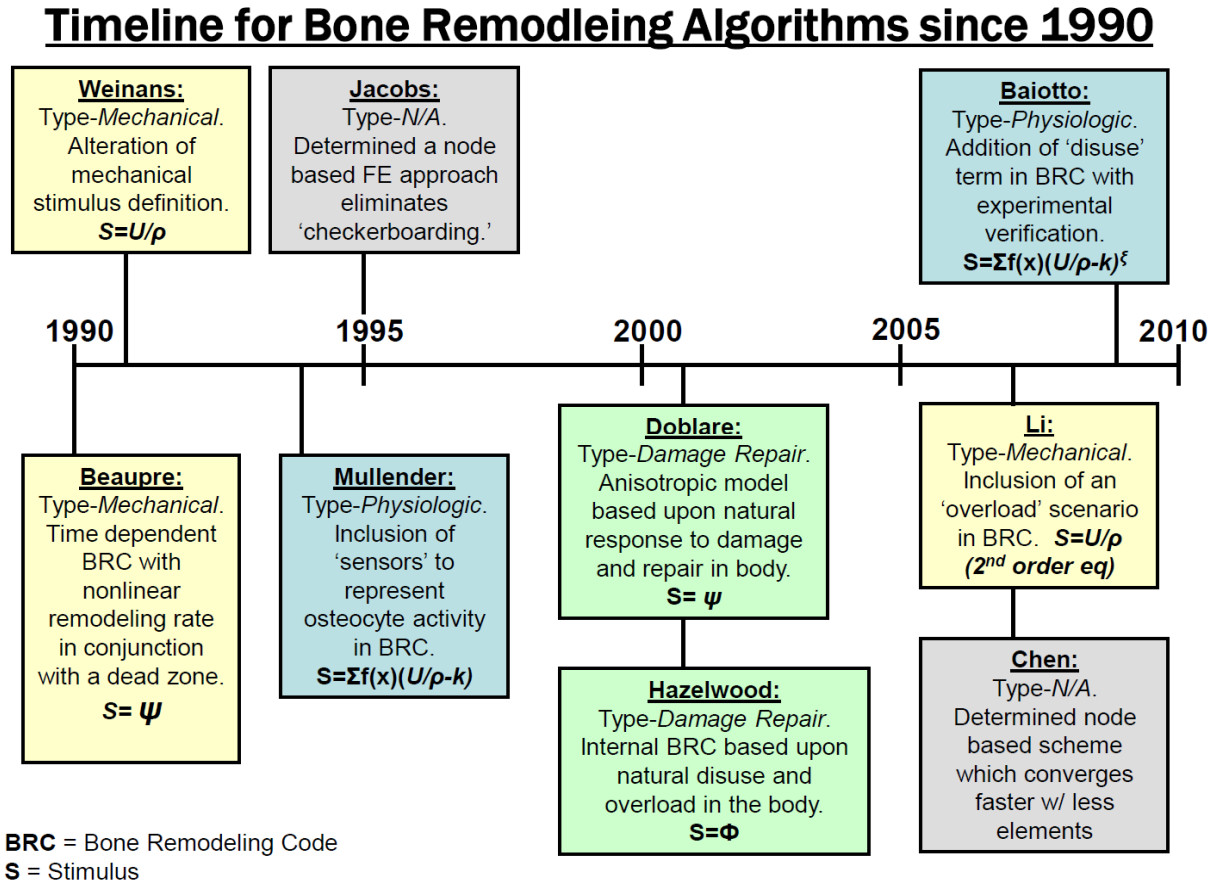 Timeline for Bone Remodleing Algorithms since 1990
Weinans:
Type-Mechanical.
Alteration of
mechanical
stimulus definition.
S=U/ρ
Jacobs:
Type-N/A.
Determined a node
based FE approach
eliminates
‘checkerboarding.’
Baiotto:
Type-Physiologic.
Addition of ‘disuse’
term in BRC with
experimental
verification.
S=Σf(x)(U/ρ-k)^ξ
1990
1995
2000
2005
2010
Beaupre:
Type-Mechanical.
Time dependent
BRC with
nonlinear
remodeling rate
in conjunction
with a dead zone.
S= ψ
Mullender:
Type-Physiologic.
Inclusion of
‘sensors’ to
represent
osteocyte activity
in BRC.
S=Σf(x)(U/ρ-k)
Doblare:
Type-Damage Repair.
Anisotropic model
based upon natural
response to damage
and repair in body.
S= ψ
Hazelwood:
Type-Damage Repair.
Internal BRC based upon
natural disuse and
overload in the body.
S=Φ
Li:
Type-Mechanical.
Inclusion of an
‘overload’ scenario
in BRC. S=U/ρ
(2nd order eq)
Chen:
Type-N/A.
Determined node
based scheme
which converges
faster w/ less
elements
BRC = Bone Remodeling Code
S = Stimulus